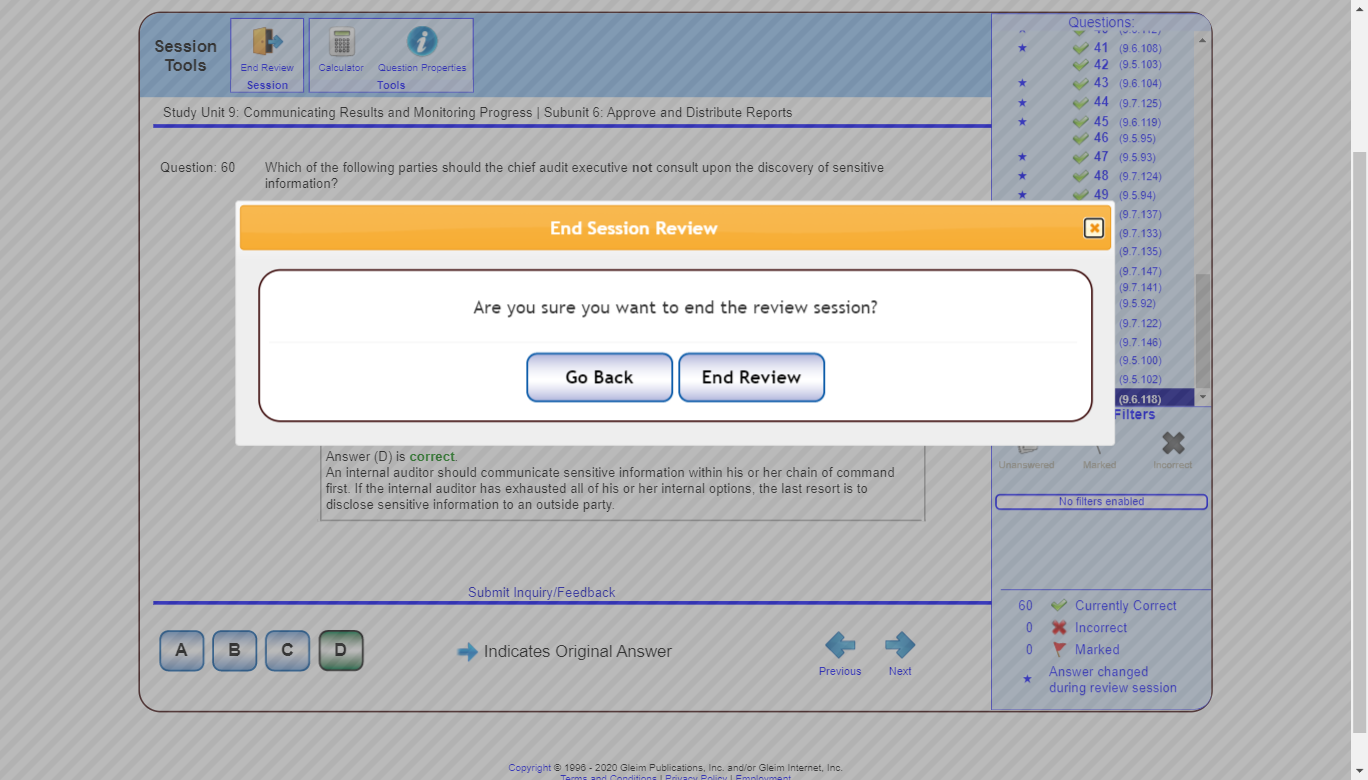 Session
Tools
End Review
Session
Calculator
Question Properties
Tools
Study Unit 9: Communicating Results and Monitoring Progress | Subunit 6: Approve and Distribute Reports
Question: 60
Which of the following parties should the chief audit executive not consult upon the discovery of sensitive
information?
End Session Review
Are you sure you want to end the review session?
Go Back
End Review
Answer (D) is correct.
An internal auditor should communicate sensitive information within his or her chain of command
first. If the internal auditor has exhausted all of his or her internal options, the last resort is to
disclose sensitive information to an outside party.
Submit Inquiry/Feedback
A
B
C
D
Indicates Original Answer
Previous
Next
Questions:
41 (9.6.108)
42 (9.5.103)
43 (9.6.104)
44 (9.7.125)
45 (9.6.119)
46 (9.5.95)
47 (9.5.93)
48 (9.7.124)
49 (9.5.94)
(9.7.137)
(9.7.133)
(9.7.135)
(9.7.147)
(9.7.141)
(9.5.92)
(9.7.122)
(9.7.146)
(9.5.100)
(9.5.102)
(9.6.118)
Filters
Unanswered
Marked
Incorrect
No filters enabled
60 Currently Correct
0 Incorrect
0 Marked
Answer changed
during review session
Copyright © 1996 - 2020 Gleim Publications, Inc. and/or Gleim Internet, Inc.
Terms and Conditions | Privacy Policy | Employment